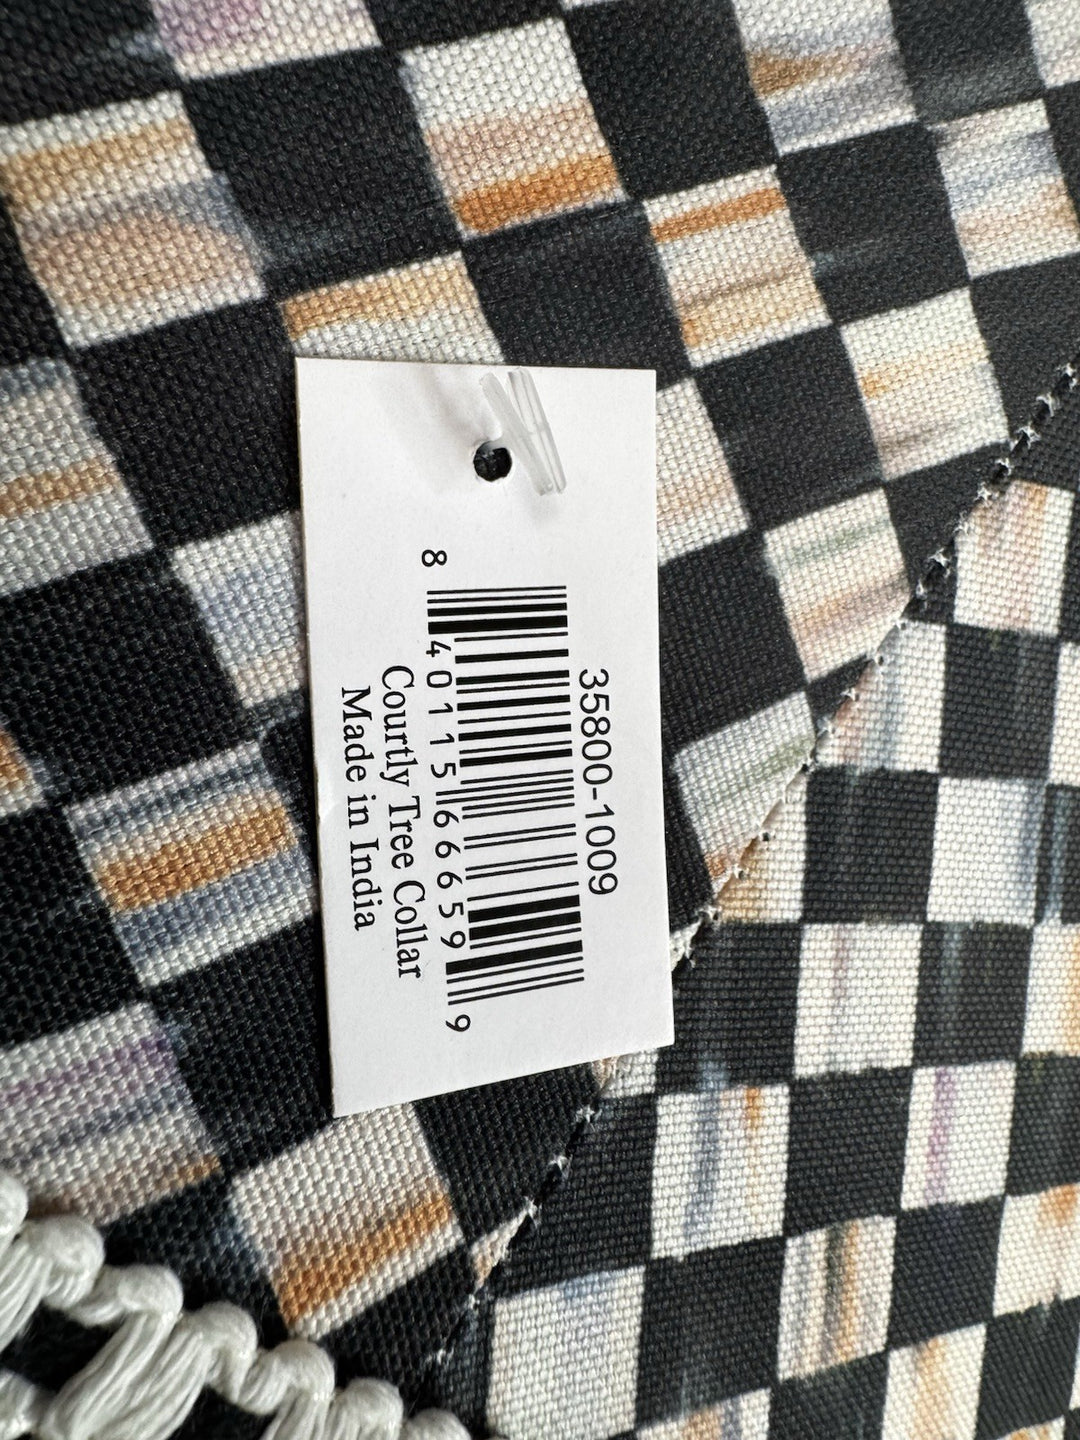 35800-1009
8 40115 66659 9
Courtly Tree Collar
Made in India